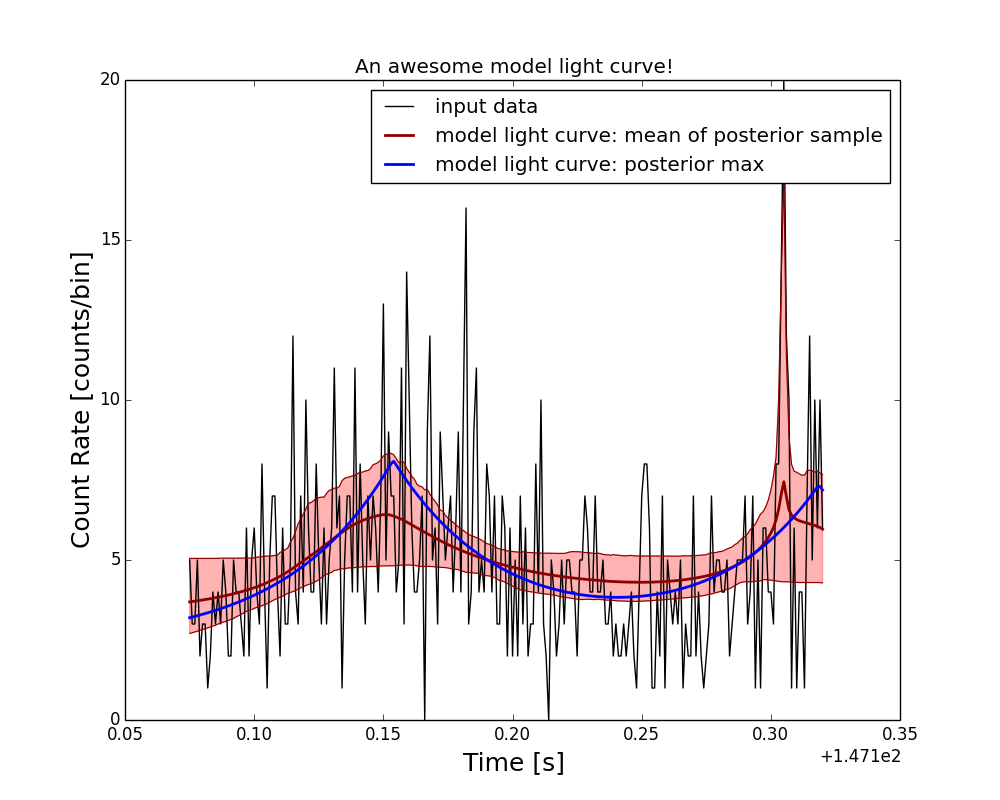 An awesome model light curve!
input data
model light curve: mean of posterior sample
model light curve: posterior max
Count Rate [counts/bin]
20
15
10
5
0
0.05 0.10 0.15 0.20 0.25 0.30 0.35
+1.471e2
Time [s]